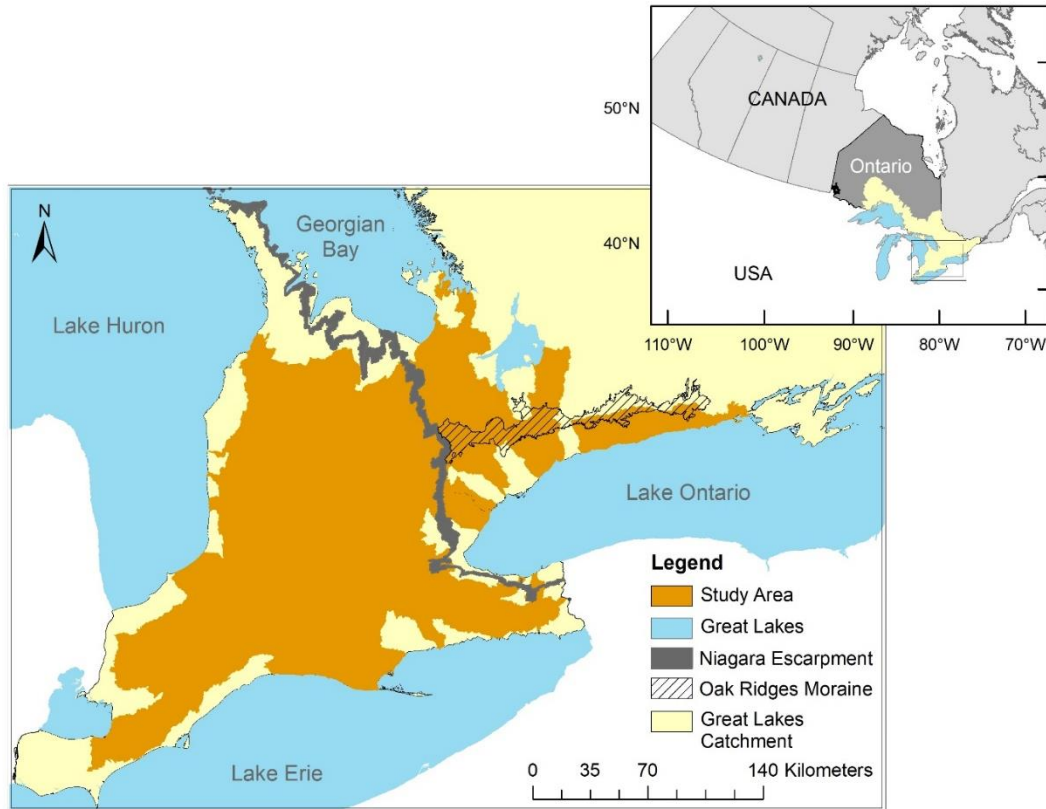 CANADA
Ontario
USA
50°N
40°N
110°W 100°W 90°W 80°W 70°W
N
Georgian
Bay
Lake Huron
Lake Ontario
Lake Erie
Legend
Study Area
Great Lakes
Niagara Escarpment
Oak Ridges Moraine
Great Lakes
Catchment
0 35 70 140 Kilometers